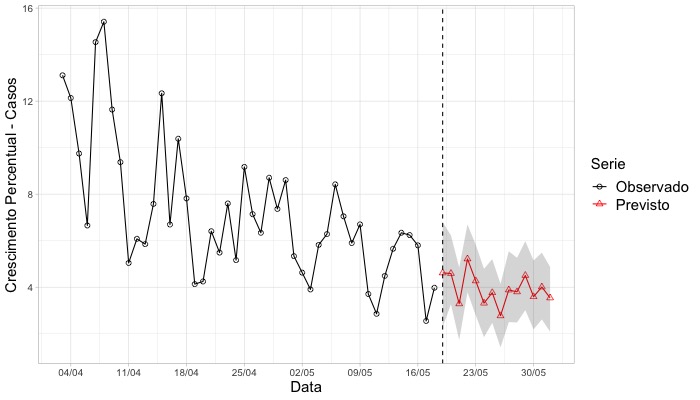 16
12
8
4
Crescimento Percentual - Casos
04/04 11/04 18/04 25/04 02/05 09/05 16/05 23/05 30/05
Data
Serie
Observado
Previsto